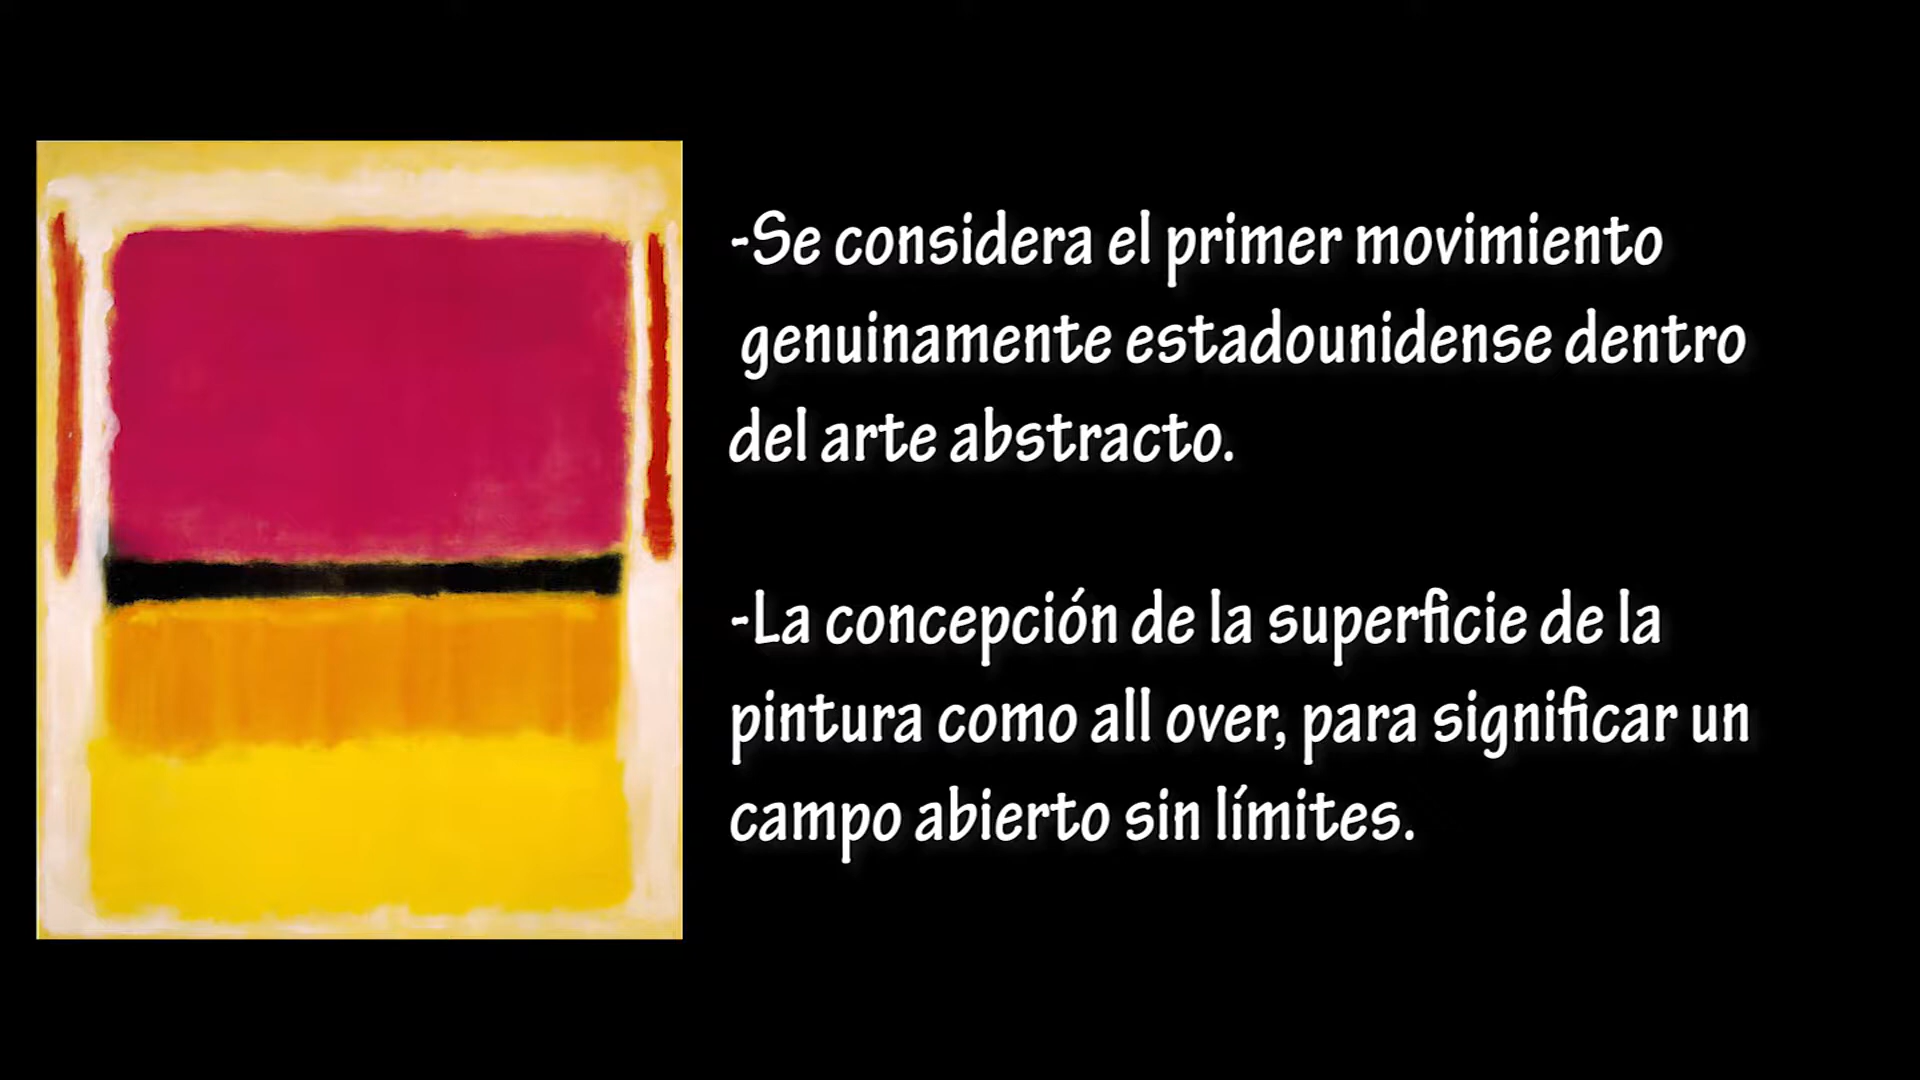 -Se considera el primer movimiento
genuinamente estadounidense dentro
del arte abstracto.
-La concepción de la superficie de la
pintura como all over, para significar un
campo abierto sin límites.